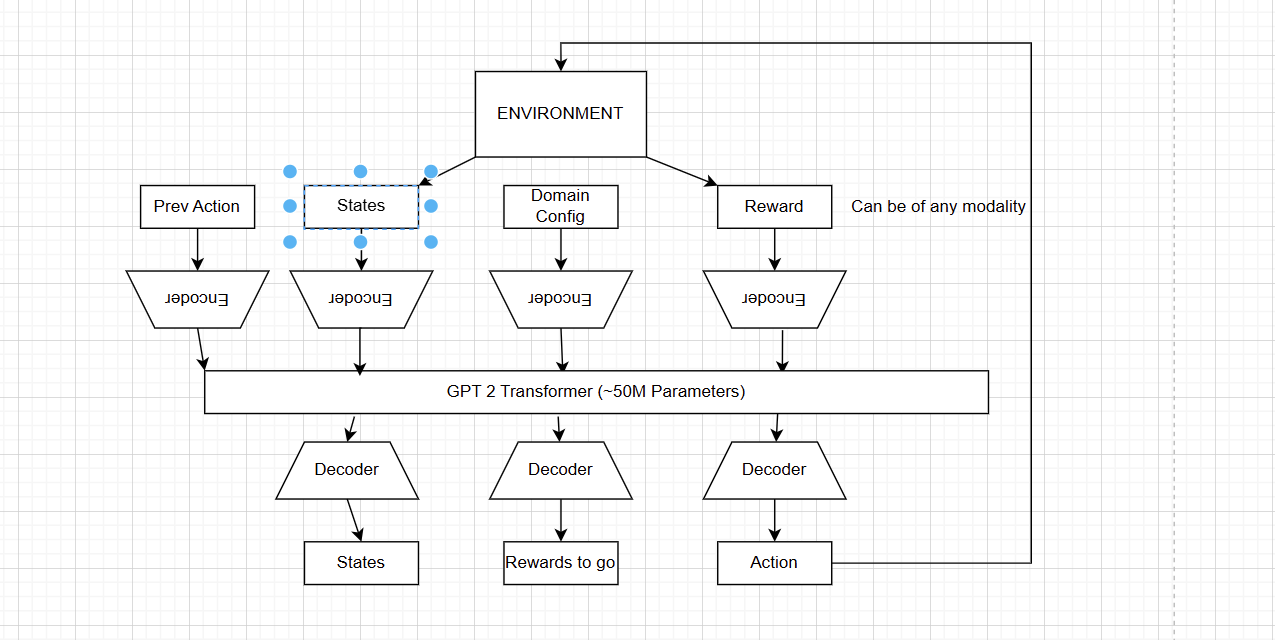 ENVIRONMENT
Prev Action
States
Domain
Config
Reward
Can be of any modality
Encoder
Encoder
Encoder
Encoder
GPT 2 Transformer (~50M Parameters)
Decoder
Decoder
Decoder
States
Rewards to go
Action